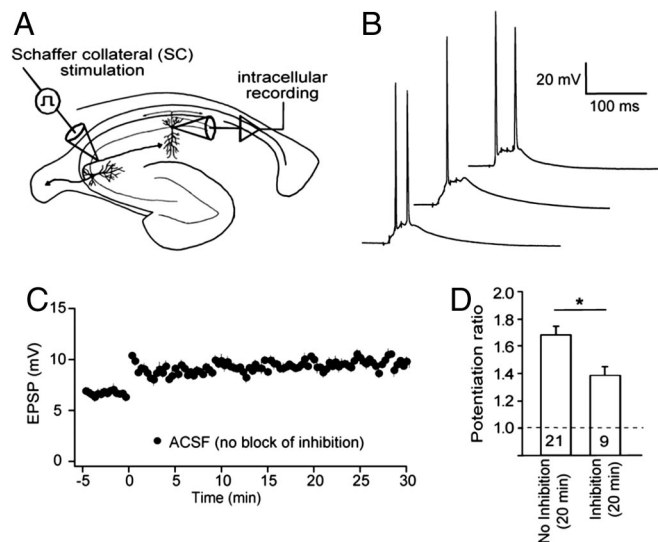 A
Schaffer collateral (SC)
stimulation
intracellular
recording
B
20 mV
100 ms
C
15
10
5
0
EPSP (mV)
ACSF (no block of inhibition)
-5 0 5 10 15 20 25 30
Time (min)
D
2.0
1.8
1.6
1.4
1.2
1.0
Potentiation ratio
*
21 9
No Inhibition
(20 min)
Inhibition
(20 min)